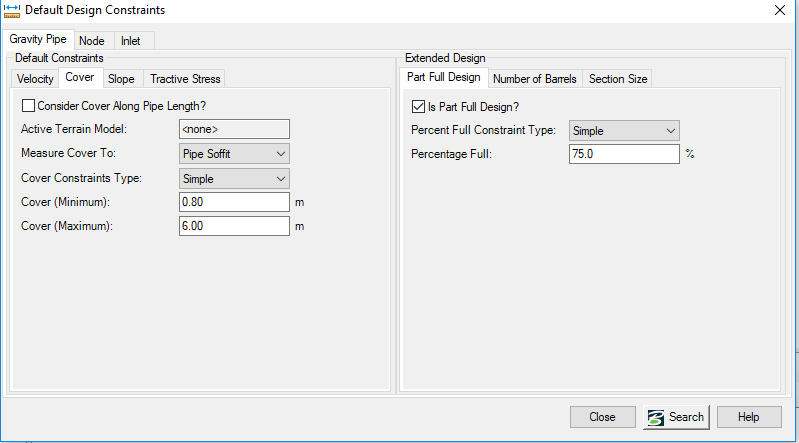 Default Design Constraints
Gravity Pipe Node Inlet
Default Constraints
Velocity Cover Slope Tractive Stress
Consider Cover Along Pipe Length?
Active Terrain Model: <none>
Measure Cover To: Pipe Soffit
Cover Constraints Type: Simple
Cover (Minimum): 0.80 m
Cover (Maximum): 6.00 m
Extended Design
Part Full Design Number of Barrels Section Size
Is Part Full Design?
Percent Full Constraint Type: Simple
Percentage Full: 75.0 %
Close Search Help